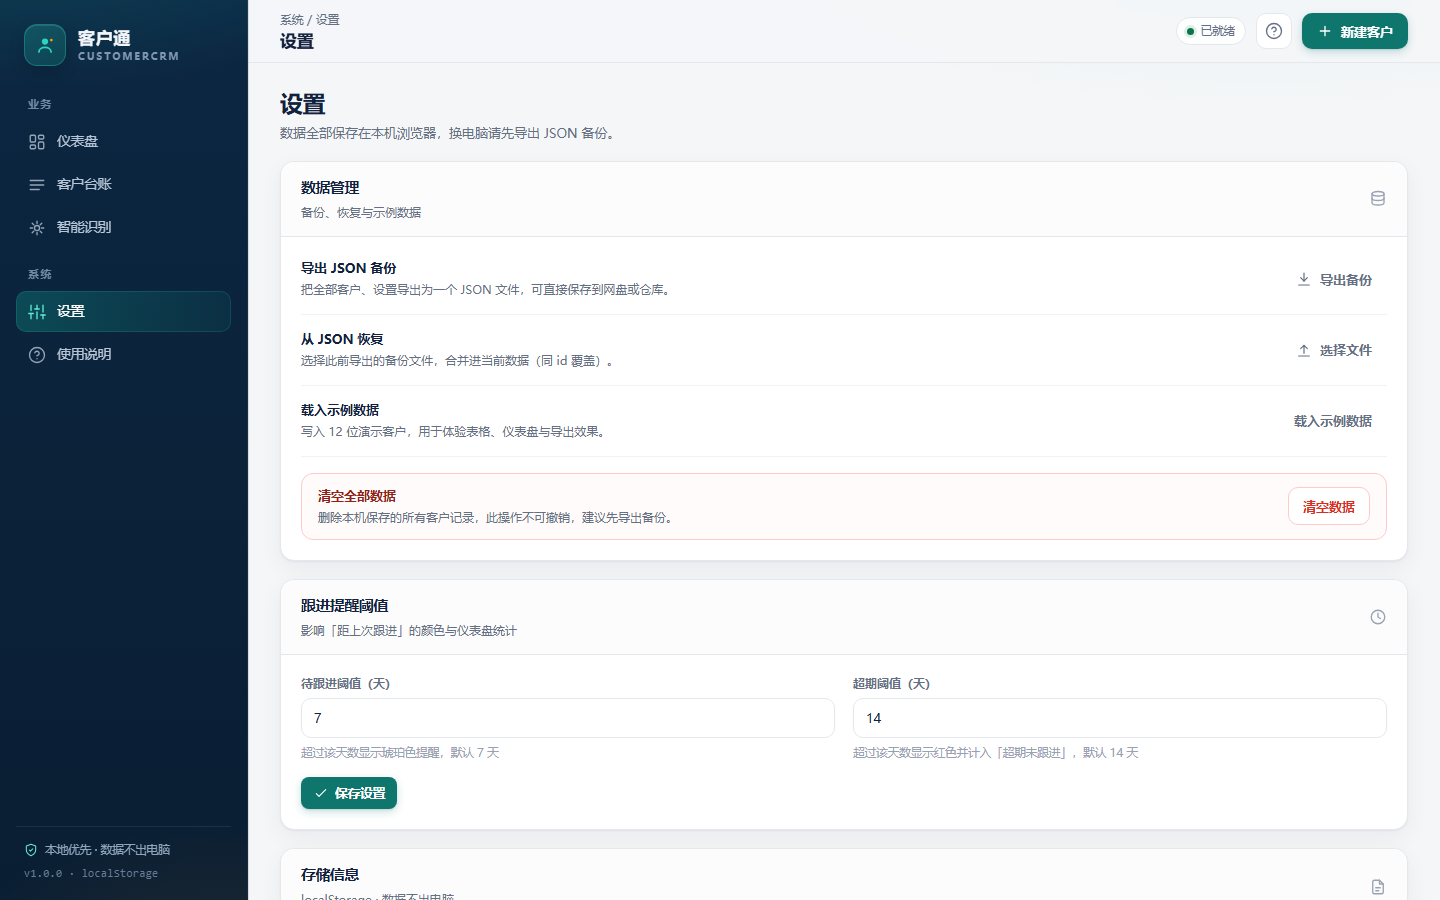 客户通
CUSTOMERCRM
业务
仪表盘
客户台账
智能识别
系统
设置
使用说明
本地优先 · 数据不出电脑
v1.0.0 · localStorage
系统 / 设置
设置
已就绪
新建客户
设置
数据全部保存在本机浏览器，换电脑请先导出 JSON 备份。
数据管理
备份、恢复与示例数据
导出 JSON 备份
把全部客户、设置导出为一个 JSON 文件，可直接保存到网盘或仓库。
导出备份
从 JSON 恢复
选择此前导出的备份文件，合并进当前数据（同 id 覆盖）。
选择文件
载入示例数据
写入 12 位演示客户，用于体验表格、仪表盘与导出效果。
载入示例数据
清空全部数据
删除本机保存的所有客户记录，此操作不可撤销，建议先导出备份。
清空数据
跟进提醒阈值
影响「距上次跟进」的颜色与仪表盘统计
待跟进阈值（天）
7
超过该天数显示琥珀色提醒，默认 7 天
超期阈值（天）
14
超过该天数显示红色并计入「超期未跟进」，默认 14 天
保存设置
存储信息
localStorage · 数据不出电脑